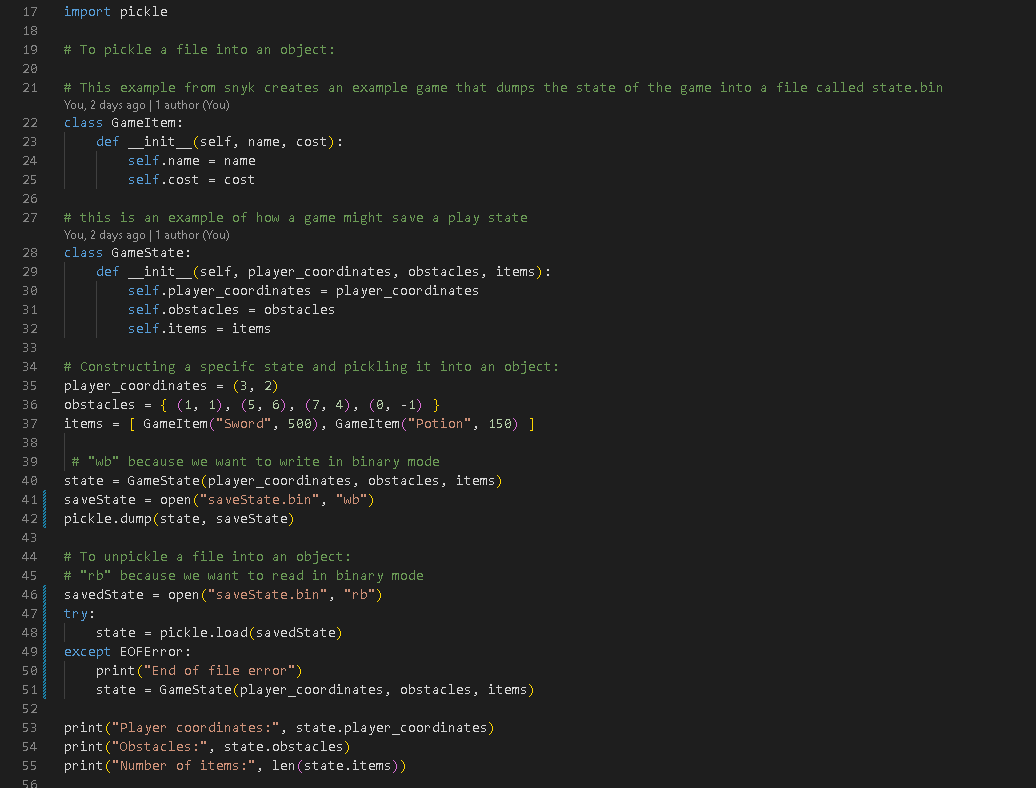 17 import pickle
18
19 # To pickle a file into an object:
20
21 # This example from snyk creates an example game that dumps the state of the game into a file called state.bin
You, 2 days ago | 1 author (You)
22 class GameItem:
23     def __init__(self, name, cost):
24         self.name = name
25         self.cost = cost
26
27 # this is an example of how a game might save a play state
You, 2 days ago | 1 author (You)
28 class GameState:
29     def __init__(self, player_coordinates, obstacles, items):
30         self.player_coordinates = player_coordinates
31         self.obstacles = obstacles
32         self.items = items
33
34 # Constructing a specifc state and pickling it into an object:
35 player_coordinates = (3, 2)
36 obstacles = { (1, 1), (5, 6), (7, 4), (0, -1) }
37 items = [ GameItem("Sword", 500), GameItem("Potion", 150) ]
38
39  # "wb" because we want to write in binary mode
40 state = GameState(player_coordinates, obstacles, items)
41 saveState = open("saveState.bin", "wb")
42 pickle.dump(state, saveState)
43
44 # To unpickle a file into an object:
45 # "rb" because we want to read in binary mode
46 savedState = open("saveState.bin", "rb")
47 try:
48     state = pickle.load(savedState)
49 except EOFError:
50     print("End of file error")
51     state = GameState(player_coordinates, obstacles, items)
52
53 print("Player coordinates:", state.player_coordinates)
54 print("Obstacles:", state.obstacles)
55 print("Number of items:", len(state.items))
56